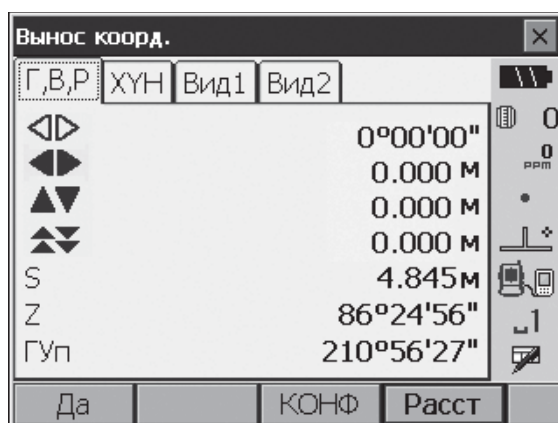 Вынос коорд.
Г,В,Р XYH Вид1 Вид2
0°00'00"
0.000 м
0.000 м
0.000 м
S 4.845м
Z 86°24'56"
ГУп 210°56'27"
0
0
PPM
1
Да КОНФ Расст